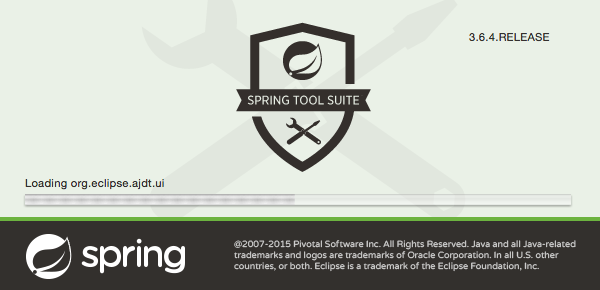 3.6.4.RELEASE
SPRING TOOL SUITE
Loading org.eclipse.ajdt.ui
spring
@2007-2015 Pivotal Software Inc. All Rights Reserved. Java and all Java-related
trademarks and logos are trademarks of Oracle Corporation. In all U.S. other
countries, or both. Eclipse is a trademark of the Eclipse Foundation, Inc.